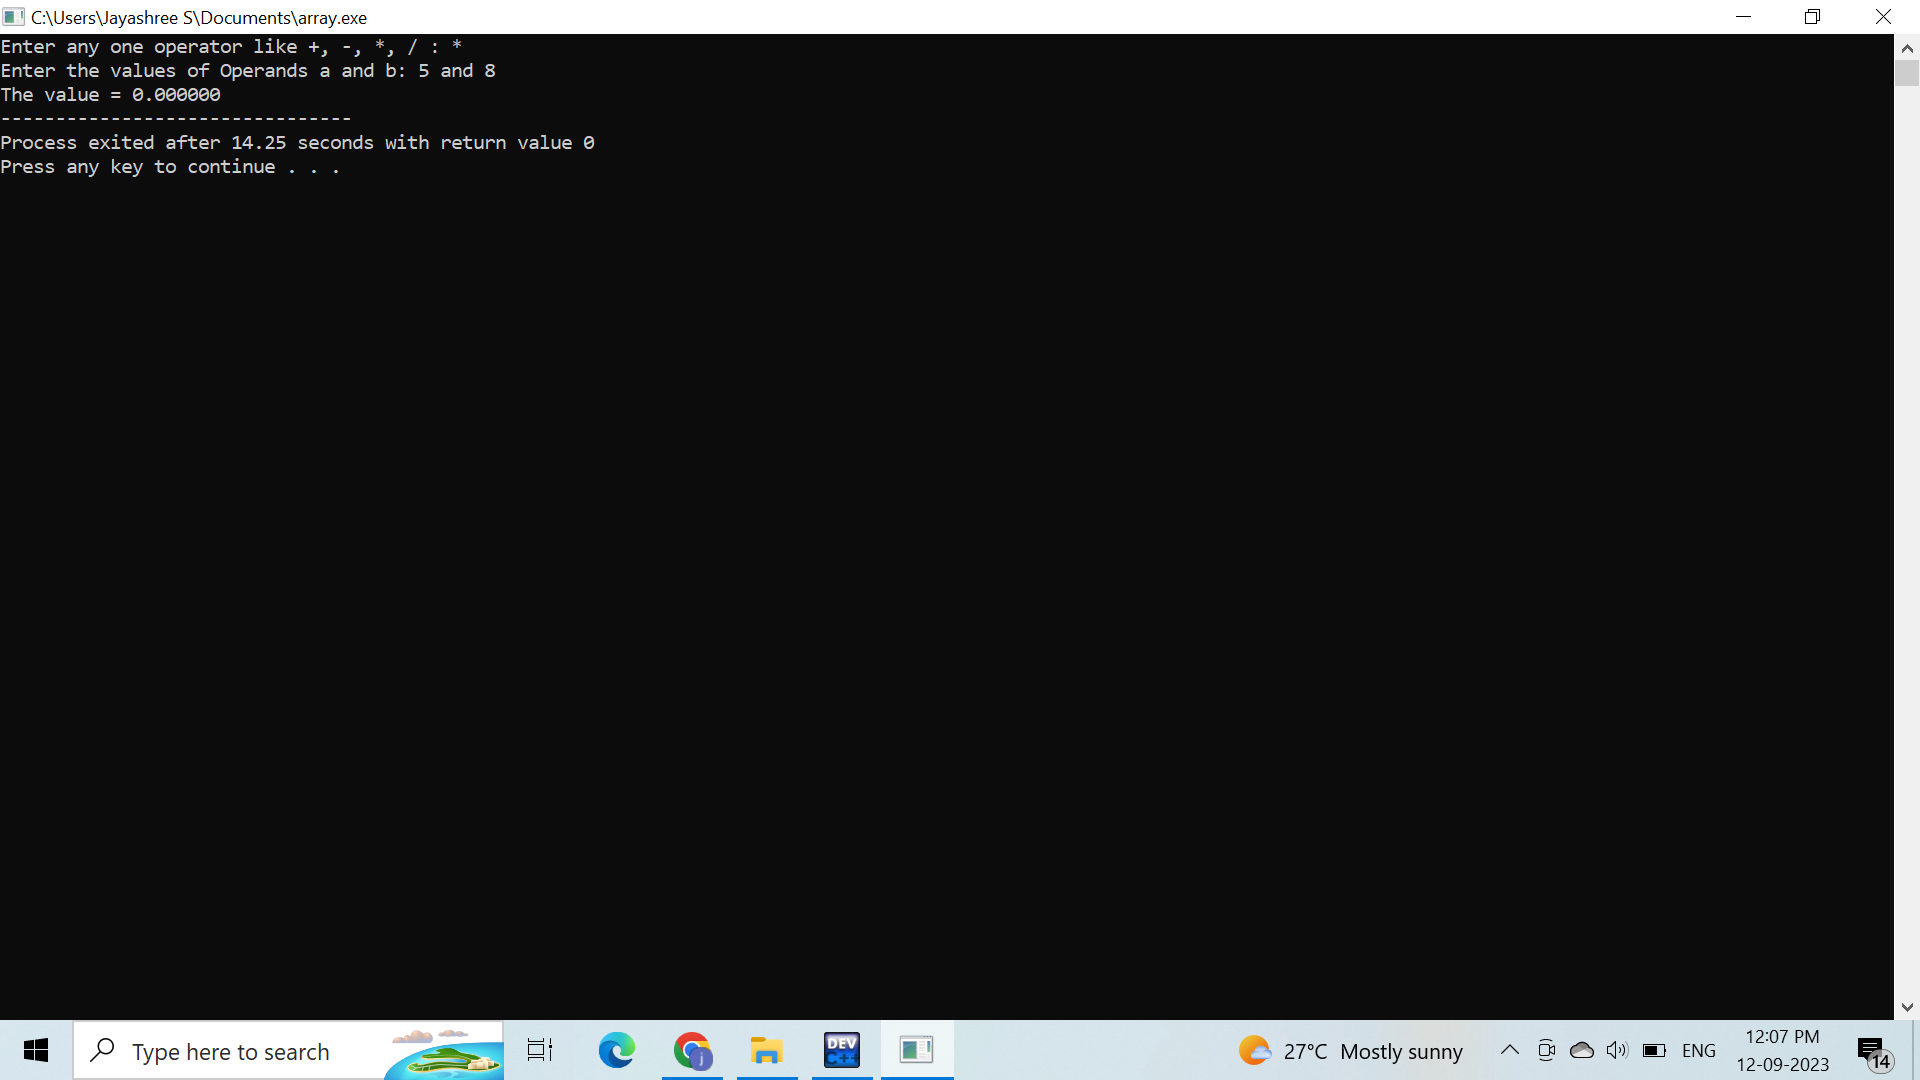 C:\Users\Jayashree S\Documents\array.exe
Enter any one operator like +, -, *, / : *
Enter the values of Operands a and b: 5 and 8
The value = 0.000000
--------------------------------
Process exited after 14.25 seconds with return value 0
Press any key to continue . . .
Type here to search
j
DEV
C++
27°C Mostly sunny
ENG
12:07 PM
12-09-2023
14